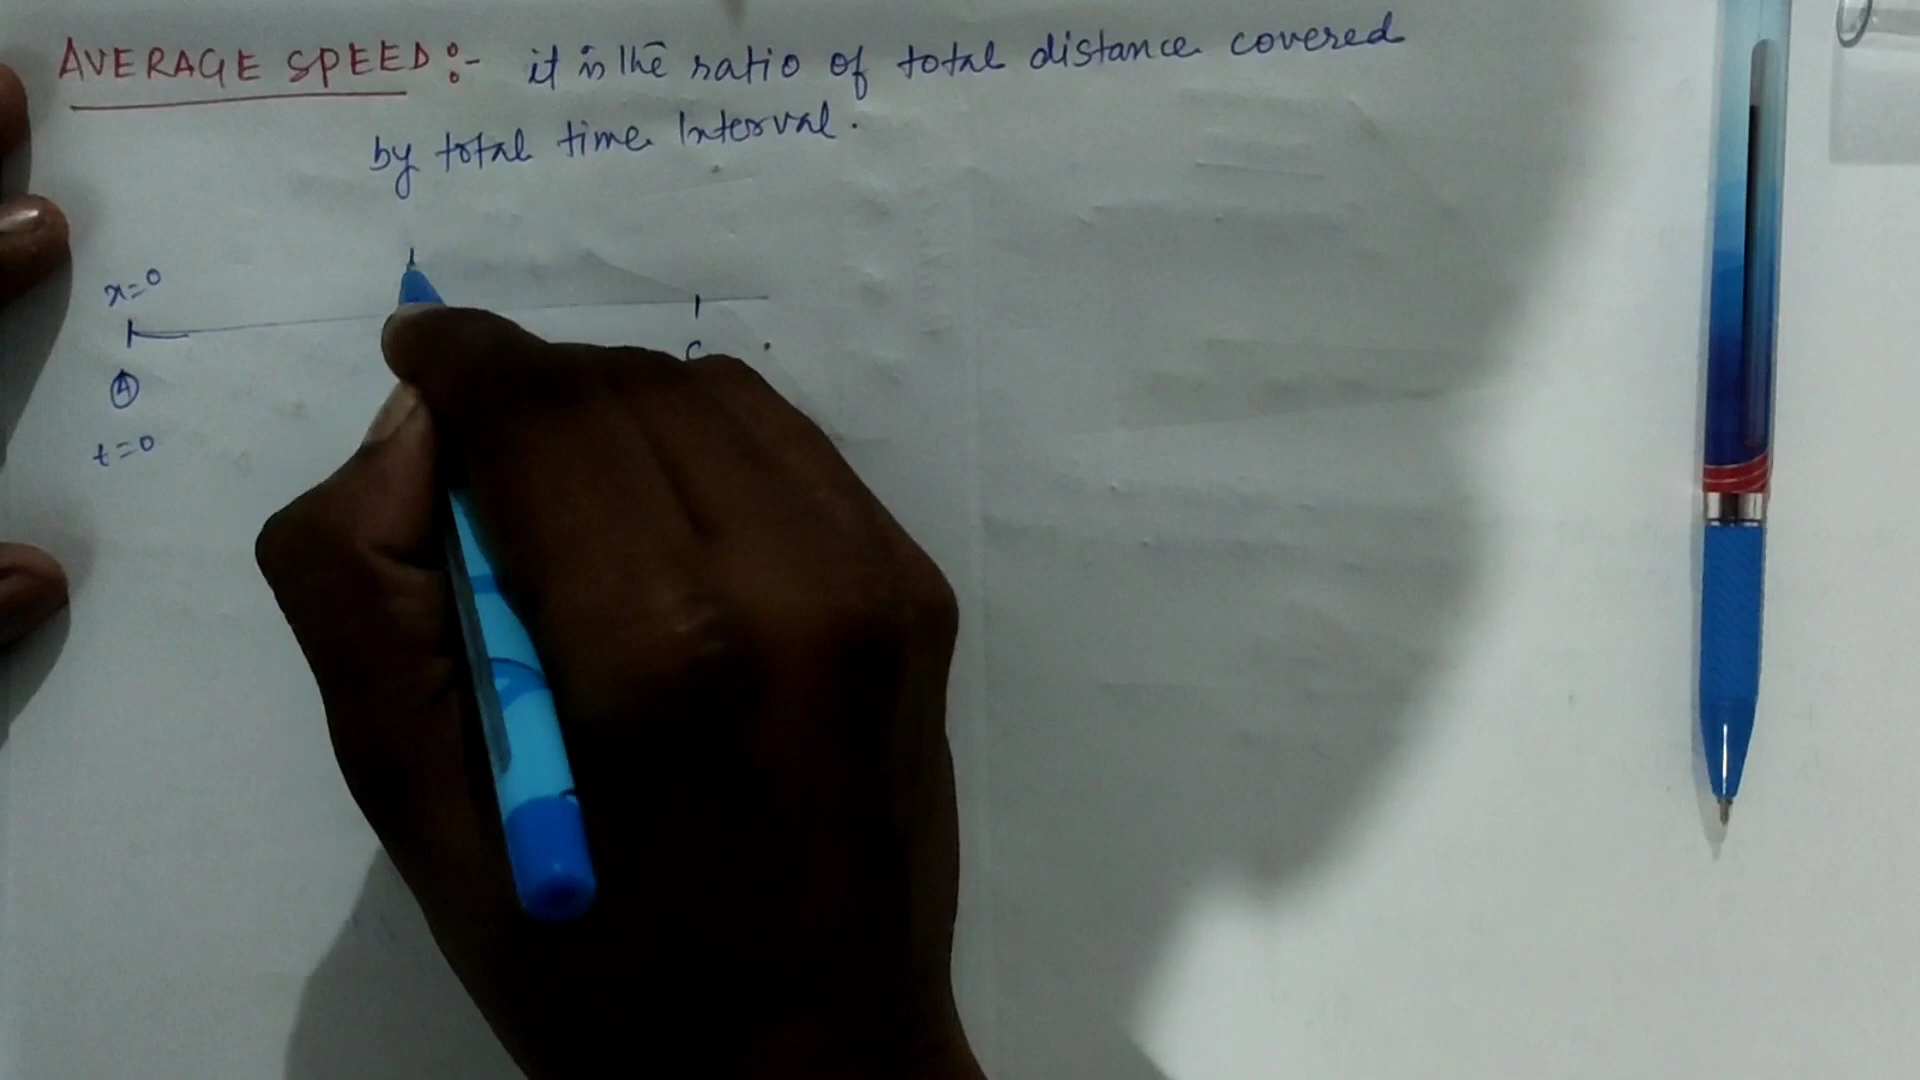 AVERAGE SPEED :- it is the ratio of total distance covered
by total time Interval.
x=0
C
A
t=0